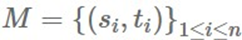 M = {(s_i, t_i)}_{1≤i≤n}